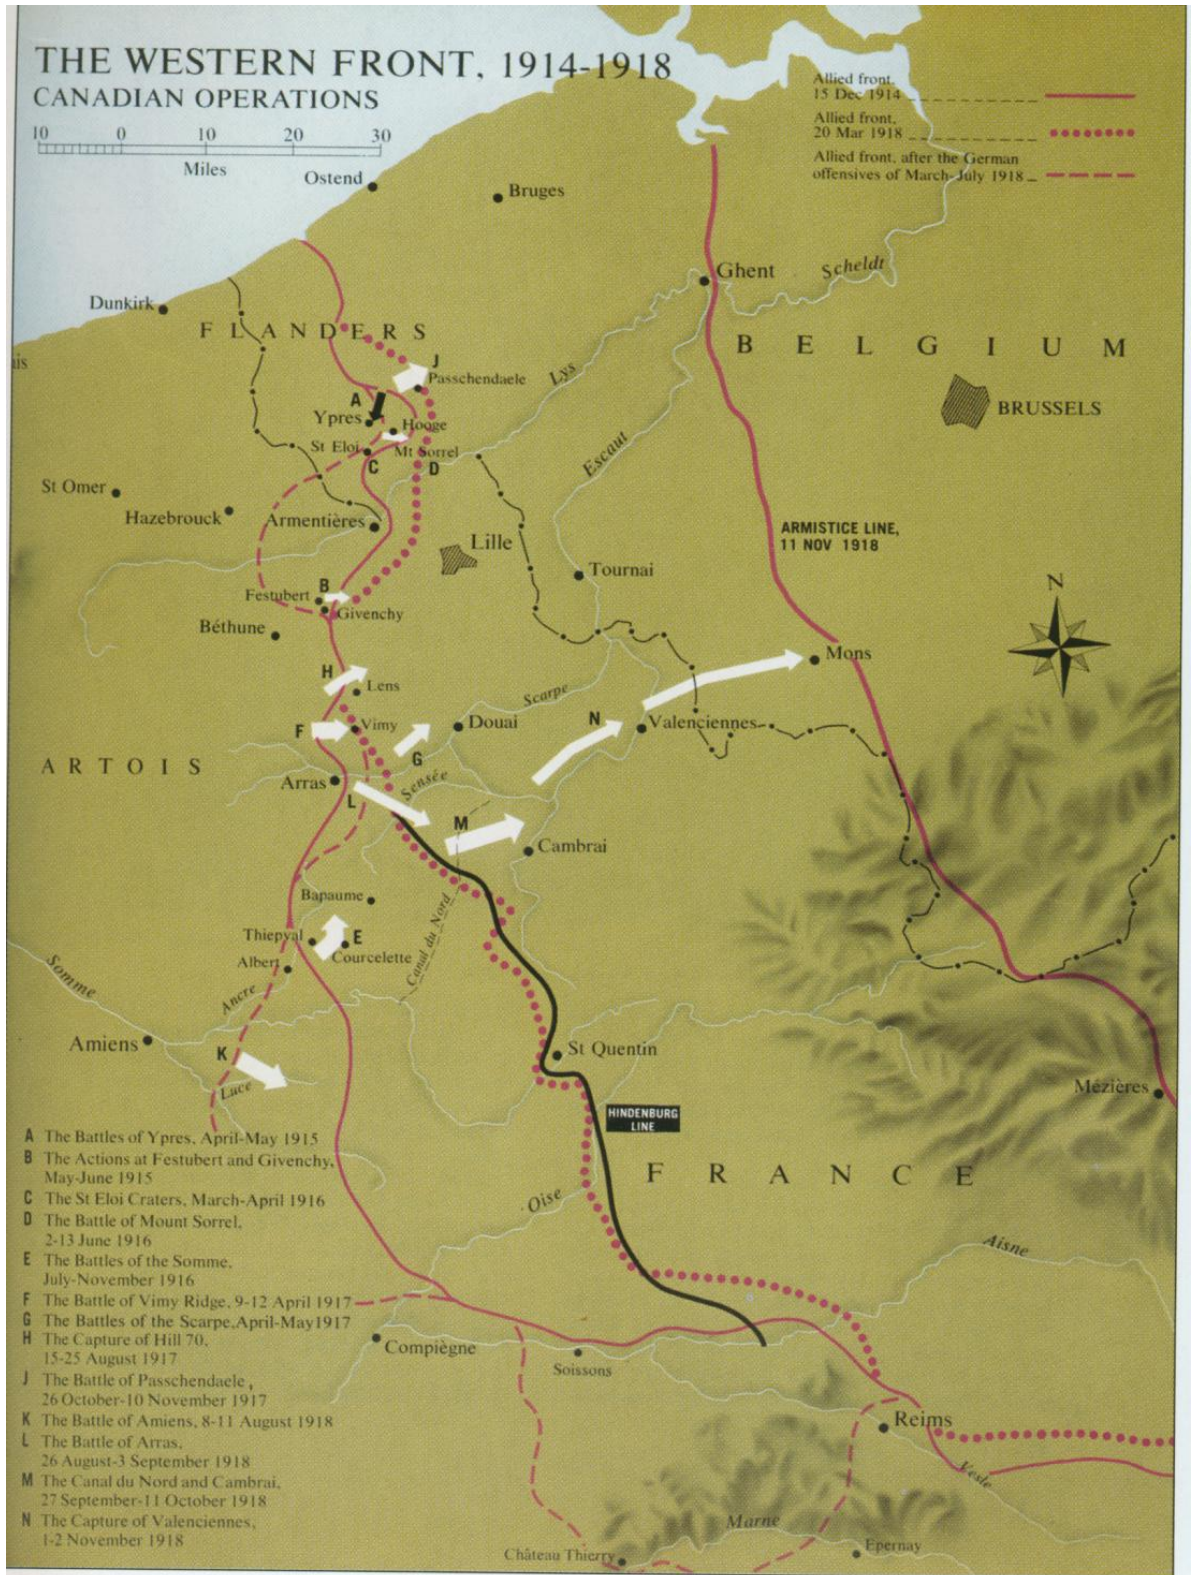 THE WESTERN FRONT, 1914-1918
CANADIAN OPERATIONS
10 0 10 20 30
Miles
Allied front,
15 Dec 1914
Allied front,
20 Mar 1918
Allied front, after the German
offensives of March-July 1918
Ostend
Bruges
Ghent
Scheldt
Dunkirk
FLANDERS
BELGIUM
J
Passchendaele
Lys
A
Ypres
Hooge
BRUSSELS
St Eloi
Mt Sorrel
C
D
Escaut
St Omer
Hazebrouck
Armentières
Lille
ARMISTICE LINE,
11 NOV 1918
Tournai
N
B
Festubert
Givenchy
Béthune
Mons
H
Lens
Scarpe
F
Vimy
Douai
N
Valenciennes
G
ARTOIS
Arras
Sensée
L
M
Cambrai
Bapaume
Canal du Nord
Thiepval
E
Courcelette
Albert
Somme
Ancre
Amiens
K
St Quentin
Luce
Mézières
HINDENBURG
LINE
FRANCE
Oise
Aisne
Compiègne
Soissons
Reims
Vesle
Marne
Château Thierry
Epernay
A The Battles of Ypres, April-May 1915
B The Actions at Festubert and Givenchy,
May-June 1915
C The St Eloi Craters, March-April 1916
D The Battle of Mount Sorrel,
2-13 June 1916
E The Battles of the Somme,
July-November 1916
F The Battle of Vimy Ridge, 9-12 April 1917
G The Battles of the Scarpe, April-May 1917
H The Capture of Hill 70,
15-25 August 1917
J The Battle of Passchendaele,
26 October-10 November 1917
K The Battle of Amiens, 8-11 August 1918
L The Battle of Arras,
26 August-3 September 1918
M The Canal du Nord and Cambrai,
27 September-11 October 1918
N The Capture of Valenciennes,
1-2 November 1918